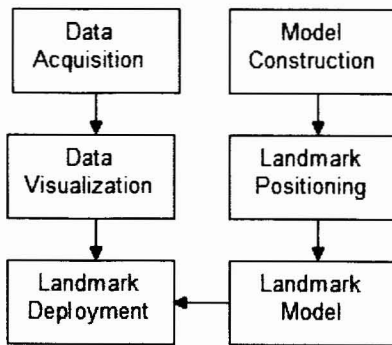 Data
Acquisition
Model
Construction
Data
Visualization
Landmark
Positioning
Landmark
Deployment
Landmark
Model